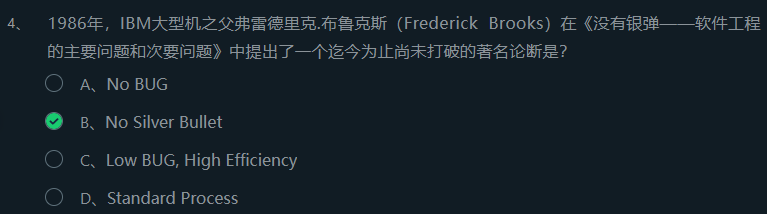 4、 1986年，IBM大型机之父弗雷德里克.布鲁克斯（Frederick Brooks）在《没有银弹——软件工程
的主要问题和次要问题》中提出了一个迄今为止尚未打破的著名论断是？
A、No BUG
B、No Silver Bullet
C、Low BUG, High Efficiency
D、Standard Process